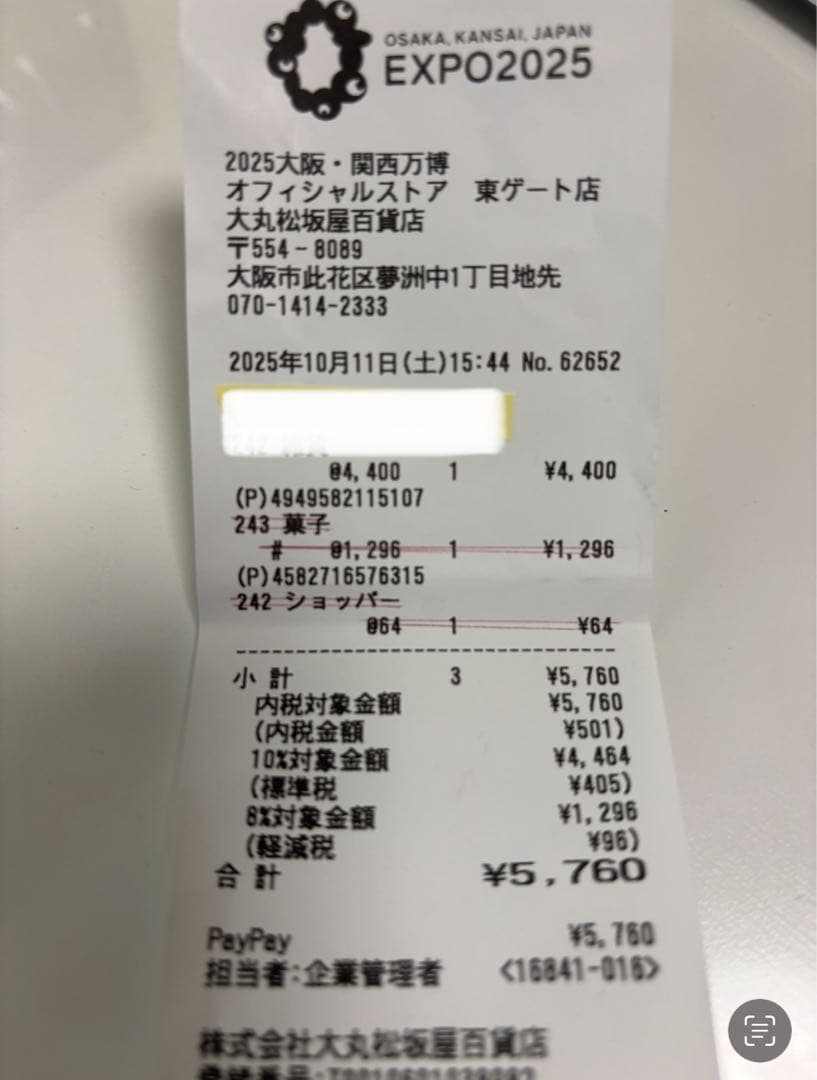 OSAKA, KANSAI, JAPAN
EXPO2025
2025大阪・関西万博
オフィシャルストア 東ゲート店
大丸松坂屋百貨店
〒554-8089
大阪市此花区夢洲中1丁目地先
070-1414-2333
2025年10月11日(土)15:44 No.62652
@4,400 1 ¥4,400
(P)4949582115107
243 菓子
# @1,296 1 ¥1,296
(P)4582716576315
242 ショッパー
@64 1 ¥64
小 計 3 ¥5,760
内税対象金額 ¥5,760
(内税金額 ¥501)
10%対象金額 ¥4,464
(標準税 ¥405)
8%対象金額 ¥1,296
(軽減税 ¥96)
合 計 ¥5,760
PayPay ¥5,760
担当者:企業管理者 <16841-016>
株式会社大丸松坂屋百貨店